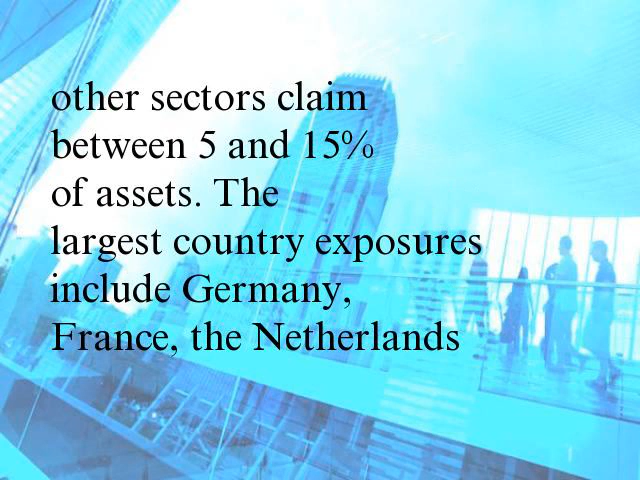 other sectors claim
between 5 and 15%
of assets. The
largest country exposures
include Germany,
France, the Netherlands